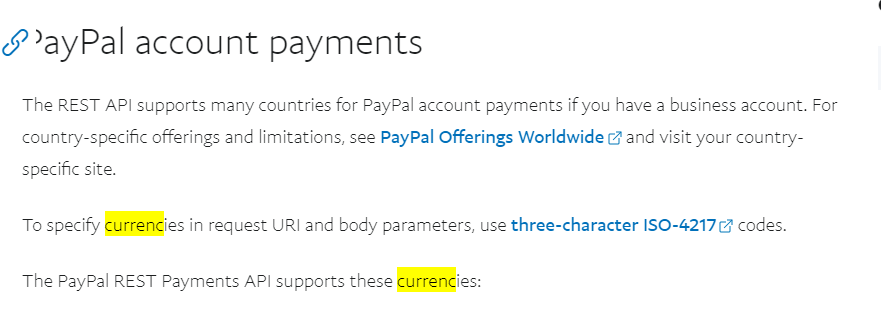 PayPal account payments
The REST API supports many countries for PayPal account payments if you have a business account. For
country-specific offerings and limitations, see PayPal Offerings Worldwide and visit your country-
specific site.
To specify currencies in request URI and body parameters, use three-character ISO-4217 codes.
The PayPal REST Payments API supports these currencies: